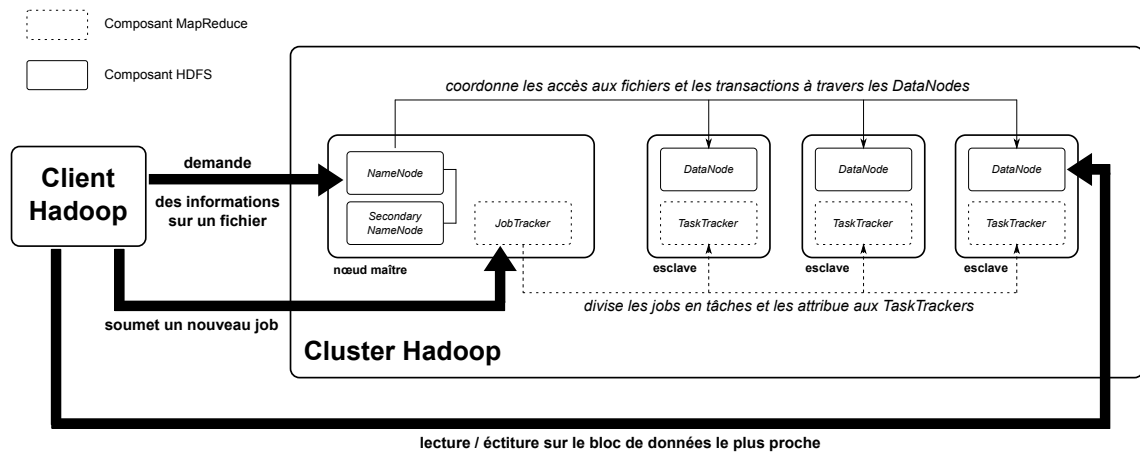 Composant MapReduce
Composant HDFS
coordonne les accès aux fichiers et les transactions à travers les DataNodes
Client
Hadoop
demande
des informations
sur un fichier
NameNode
Secondary
NameNode
JobTracker
nœud maître
DataNode
TaskTracker
esclave
DataNode
TaskTracker
esclave
DataNode
TaskTracker
esclave
divise les jobs en tâches et les attribue aux TaskTrackers
soumet un nouveau job
Cluster Hadoop
lecture / éctiture sur le bloc de données le plus proche